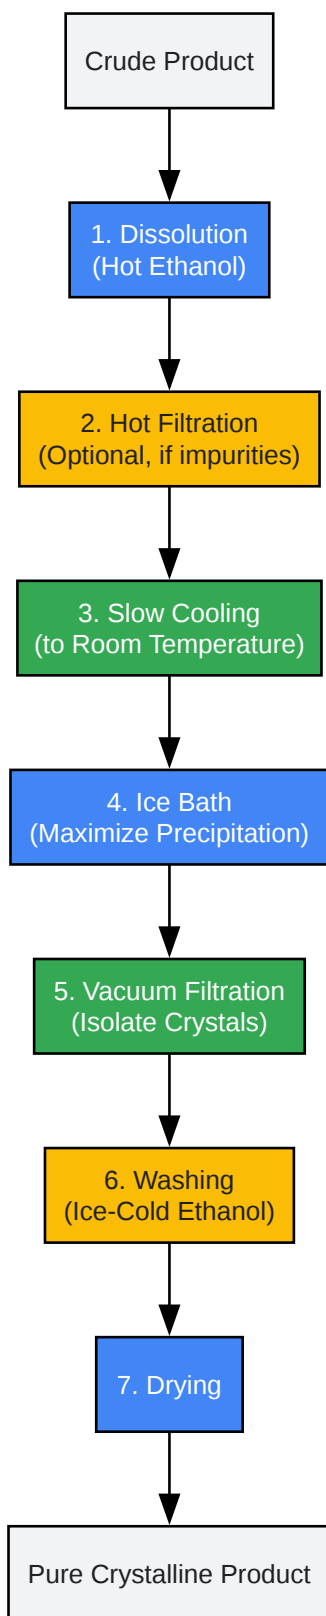 Crude Product
1. Dissolution
(Hot Ethanol)
2. Hot Filtration
(Optional, if impurities)
3. Slow Cooling
(to Room Temperature)
4. Ice Bath
(Maximize Precipitation)
5. Vacuum Filtration
(Isolate Crystals)
6. Washing
(Ice-Cold Ethanol)
7. Drying
Pure Crystalline Product